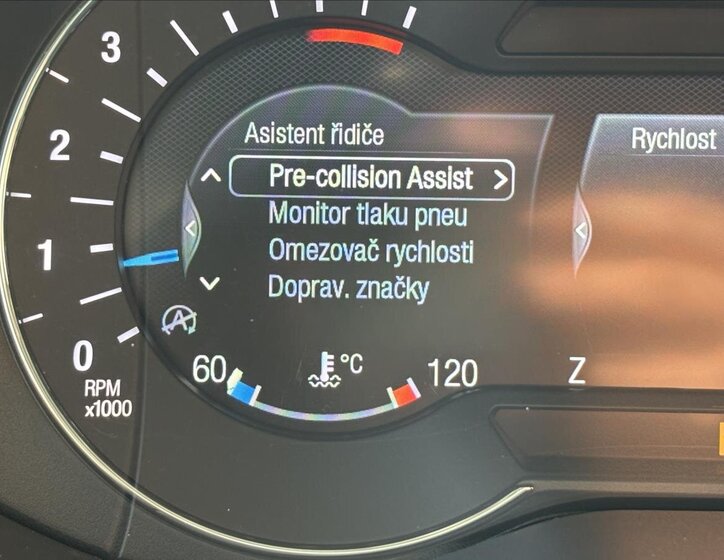 3
2
1
0
RPM
x1000
Asistent řidiče
Pre-collision Assist
Monitor tlaku pneu
Omezovač rychlosti
Doprav. značky
A
60
°C
120
Rychlost
Z